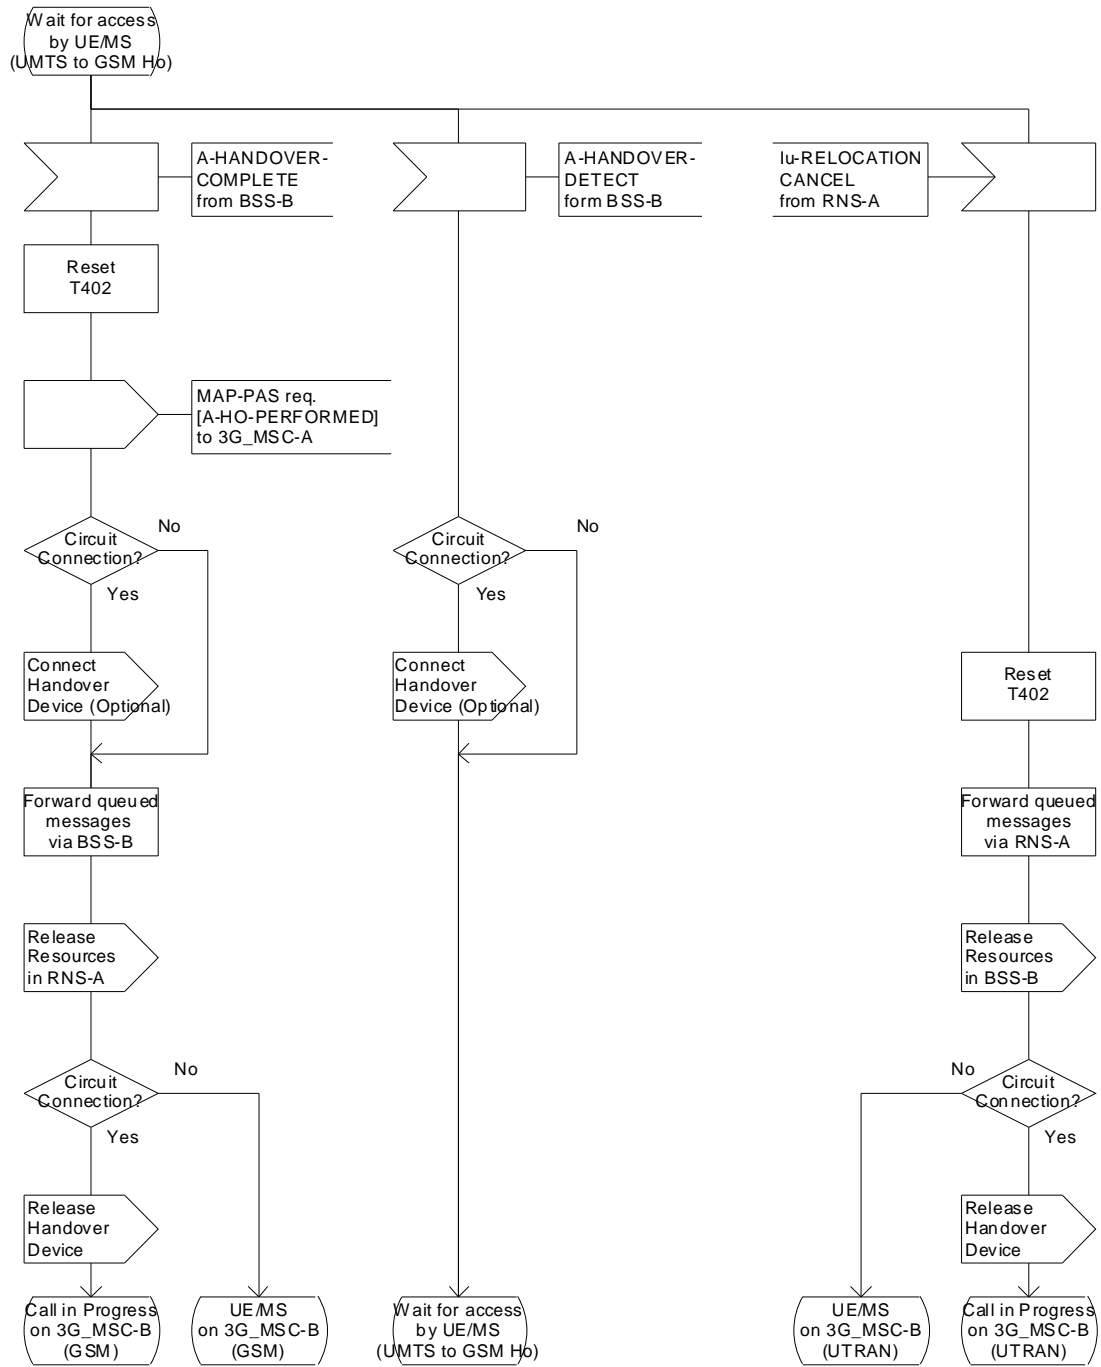 Wait for access
by UE/MS
(UMTS to GSM Ho)
A-HANDOVER-
COMPLETE
from BSS-B
A-HANDOVER-
DETECT
form BSS-B
Iu-RELOCATION
CANCEL
from RNS-A
Reset
T402
MAP-PAS req.
[A-HO-PERFORMED]
to 3G_MSC-A
Circuit
Connection?
No
Yes
Circuit
Connection?
No
Yes
Connect
Handover
Device (Optional)
Connect
Handover
Device (Optional)
Reset
T402
Forward queued
messages
via BSS-B
Forward queued
messages
via RNS-A
Release
Resources
in RNS-A
Release
Resources
in BSS-B
Circuit
Connection?
No
Yes
No
Circuit
Connection?
Yes
Release
Handover
Device
Release
Handover
Device
Call in Progress
on 3G_MSC-B
(GSM)
UE/MS
on 3G_MSC-B
(GSM)
Wait for access
by UE/MS
(UMTS to GSM Ho)
UE/MS
on 3G_MSC-B
(UTRAN)
Call in Progress
on 3G_MSC-B
(UTRAN)